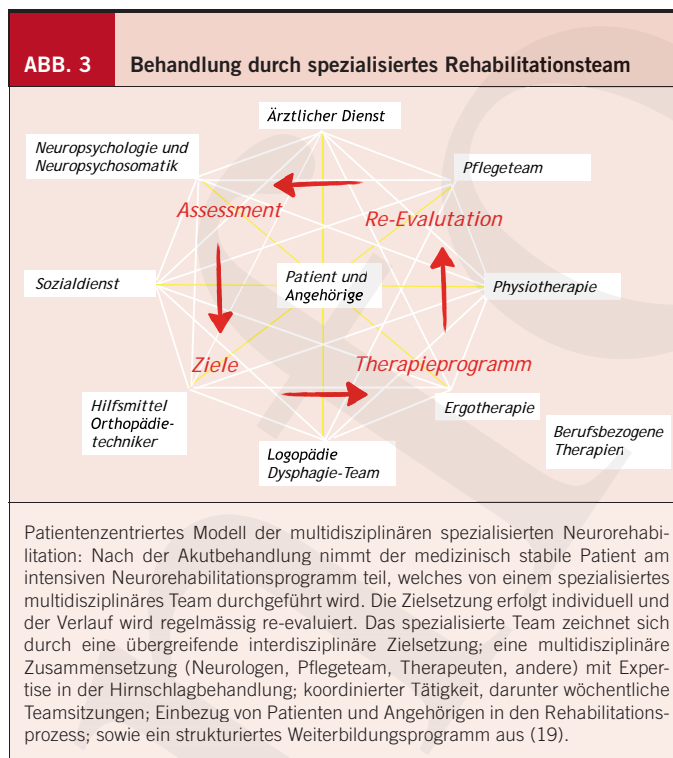 ABB. 3 Behandlung durch spezialisiertes Rehabilitationsteam
Ärztlicher Dienst
Neuropsychologie und
Neuropsychosomatik
Pflegeteam
Assessment
Re-Evalutation
Sozialdienst
Patient und
Angehörige
Physiotherapie
Ziele
Therapieprogramm
Hilfsmittel
Orthopädie-
techniker
Ergotherapie
Berufsbezogene
Therapien
Logopädie
Dysphagie-Team
Patientenzentriertes Modell der multidisziplinären spezialisierten Neurorehabi-
litation: Nach der Akutbehandlung nimmt der medizinisch stabile Patient am
intensiven Neurorehabilitationsprogramm teil, welches von einem spezialisiertes
multidisziplinäres Team durchgeführt wird. Die Zielsetzung erfolgt individuell und
der Verlauf wird regelmässig re-evaluiert. Das spezialisierte Team zeichnet sich
durch eine übergreifende interdisziplinäre Zielsetzung; eine multidisziplinäre
Zusammensetzung (Neurologen, Pflegeteam, Therapeuten, andere) mit Exper-
tise in der Hirnschlagbehandlung; koordinierter Tätigkeit, darunter wöchentliche
Teamsitzungen; Einbezug von Patienten und Angehörigen in den Rehabilitations-
prozess; sowie ein strukturiertes Weiterbildungsprogramm aus (19).